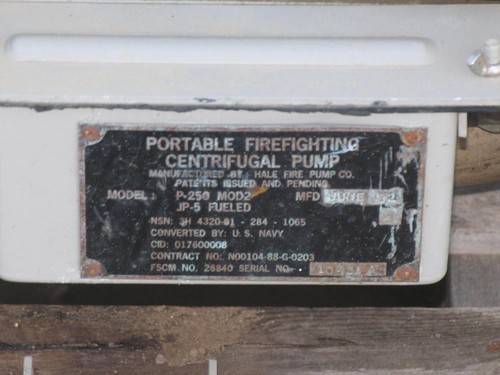 PORTABLE FIREFIGHTING
CENTRIFUGAL PUMP
MANUFACTURED BY: HALE FIRE PUMP CO.
PATENTS ISSUED AND PENDING
MODEL: P-250 MOD2 MFD
JP-5 FUELED
NSN: 3H 4320-01-284-1065
CONVERTED BY: U.S. NAVY
CID: 017600008
CONTRACT NO: N00104-88-G-0203
FSCM NO. 26840 SERIAL NO.